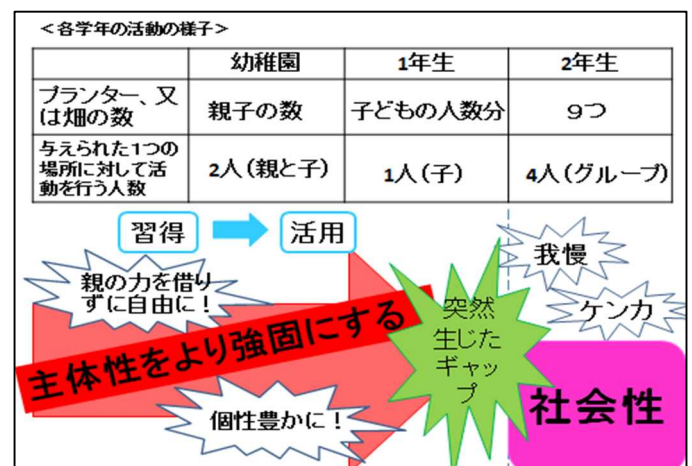 ＜各学年の活動の様子＞
幼稚園 1年生 2年生
プランター、又
は畑の数
親子の数 子どもの人数分 9つ
与えられた1つの
場所に対して活
動を行う人数
2人(親と子) 1人(子) 4人(グループ)
習得 活用
我慢
親の力を借り
ずに自由に！
ケンカ
主体性をより強固にする
突然
生じた
ギャッ
プ
個性豊かに！
社会性